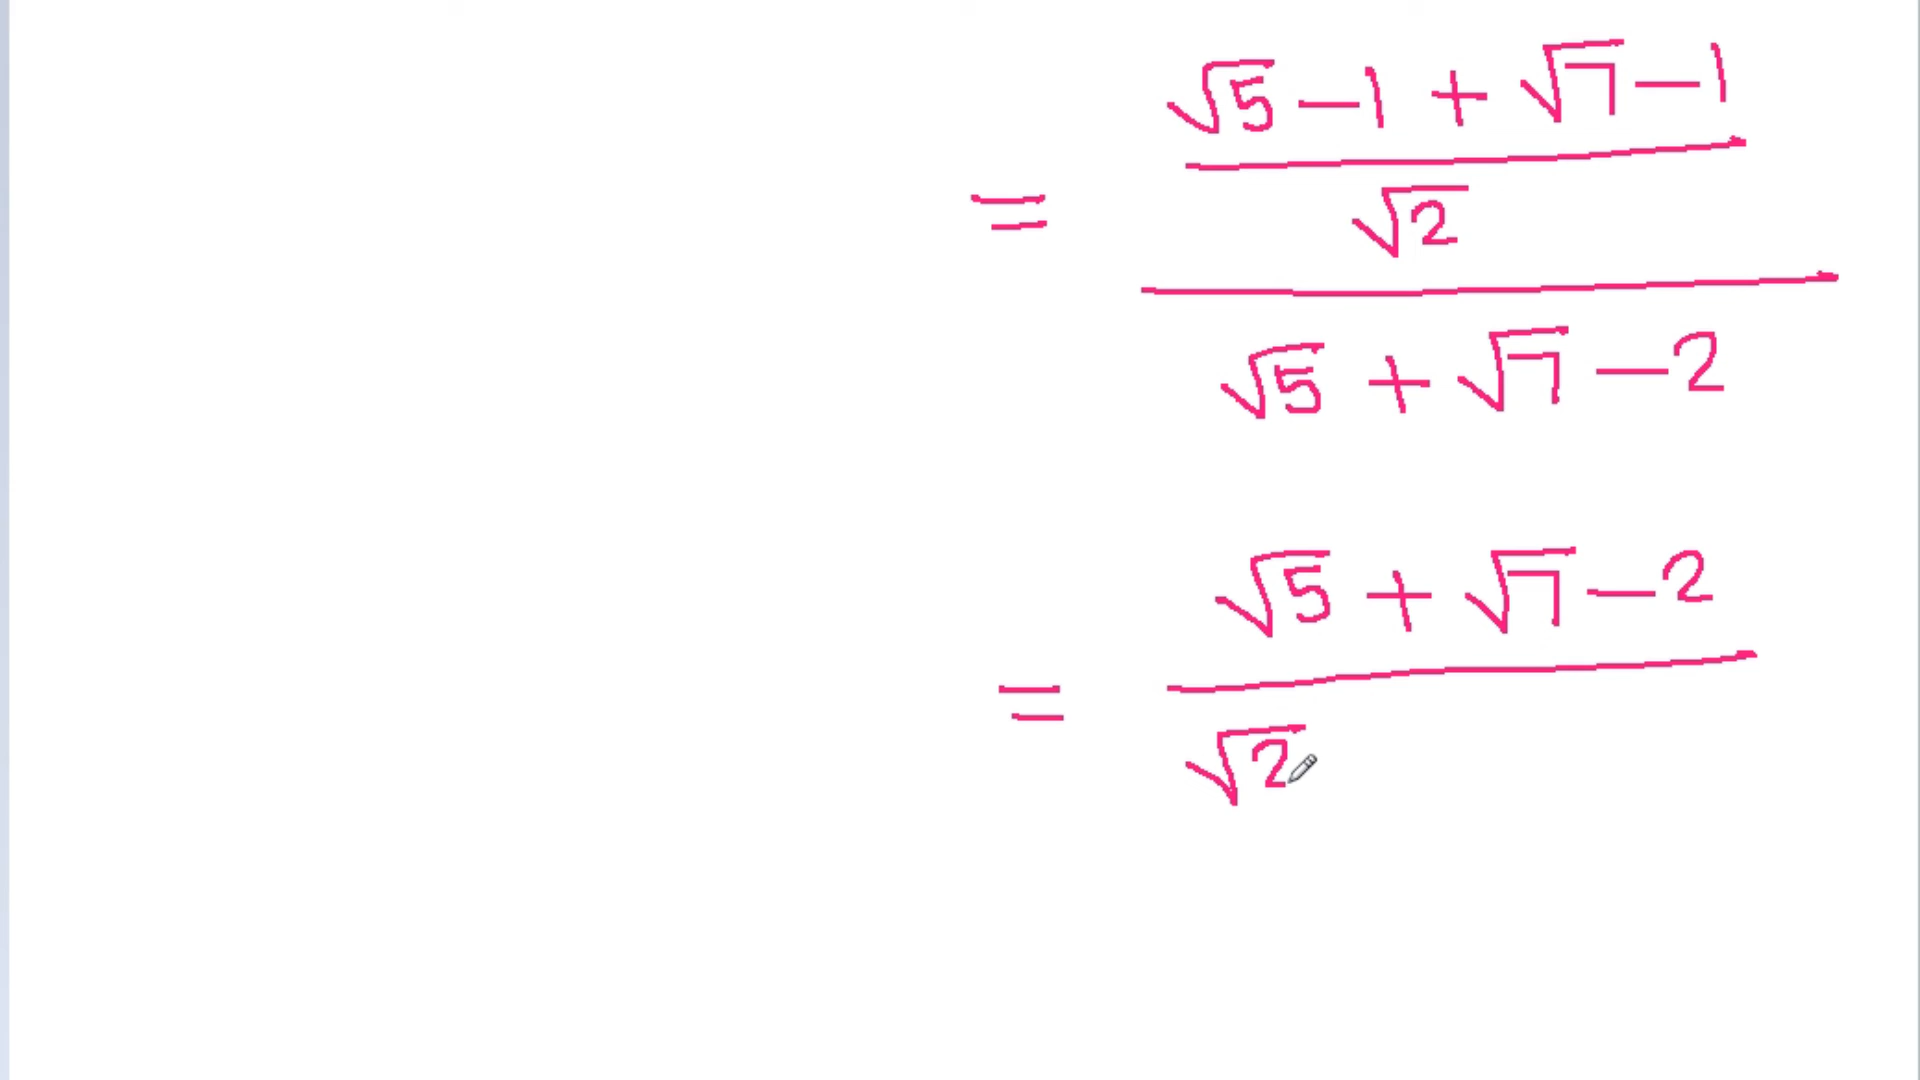 √5 − 1 + √7 − 1
=
√2
√5 + √7 − 2
√5 + √7 − 2
=
√2